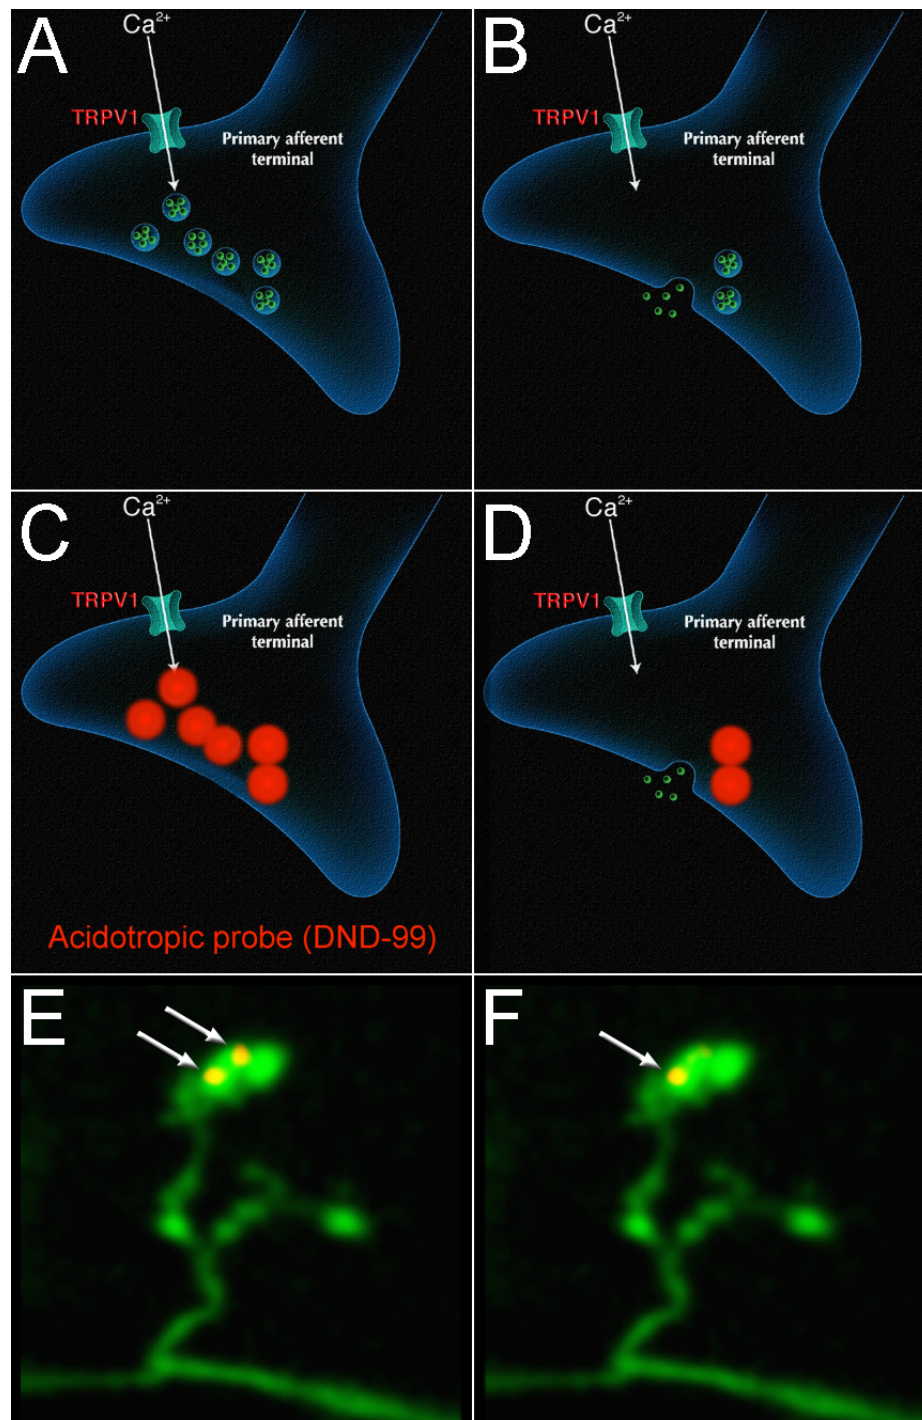 A
Ca²⁺
TRPV1
Primary afferent
terminal
B
Ca²⁺
TRPV1
Primary afferent
terminal
C
Ca²⁺
TRPV1
Primary afferent
terminal
Acidotropic probe (DND-99)
D
Ca²⁺
TRPV1
Primary afferent
terminal
E
F